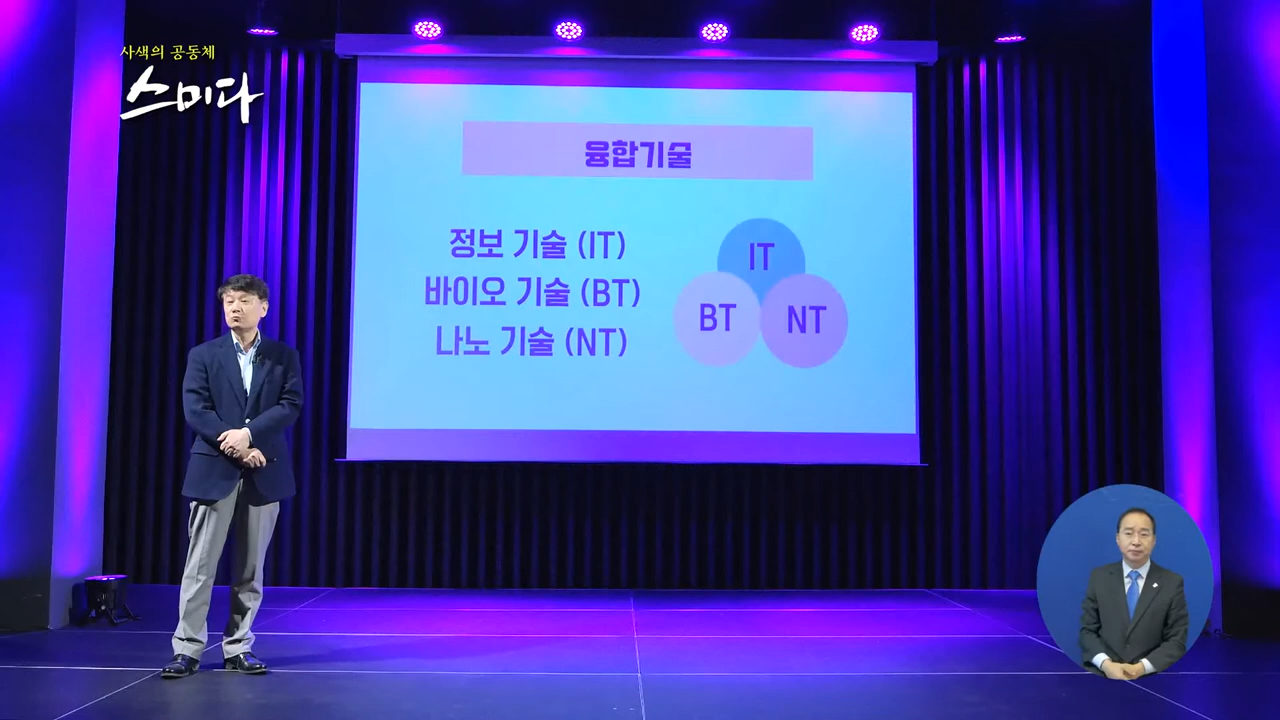 사색의 공동체
스미다
융합기술
정보 기술 (IT)
바이오 기술 (BT)
나노 기술 (NT)
IT
BT
NT